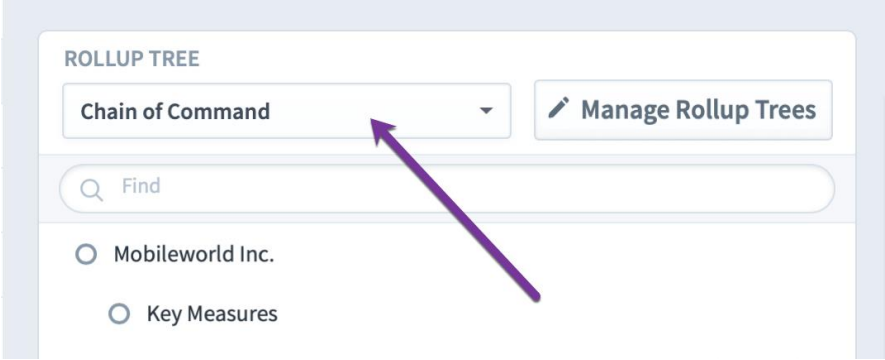 ROLLUP TREE
Chain of Command
Manage Rollup Trees
Find
Mobileworld Inc.
Key Measures